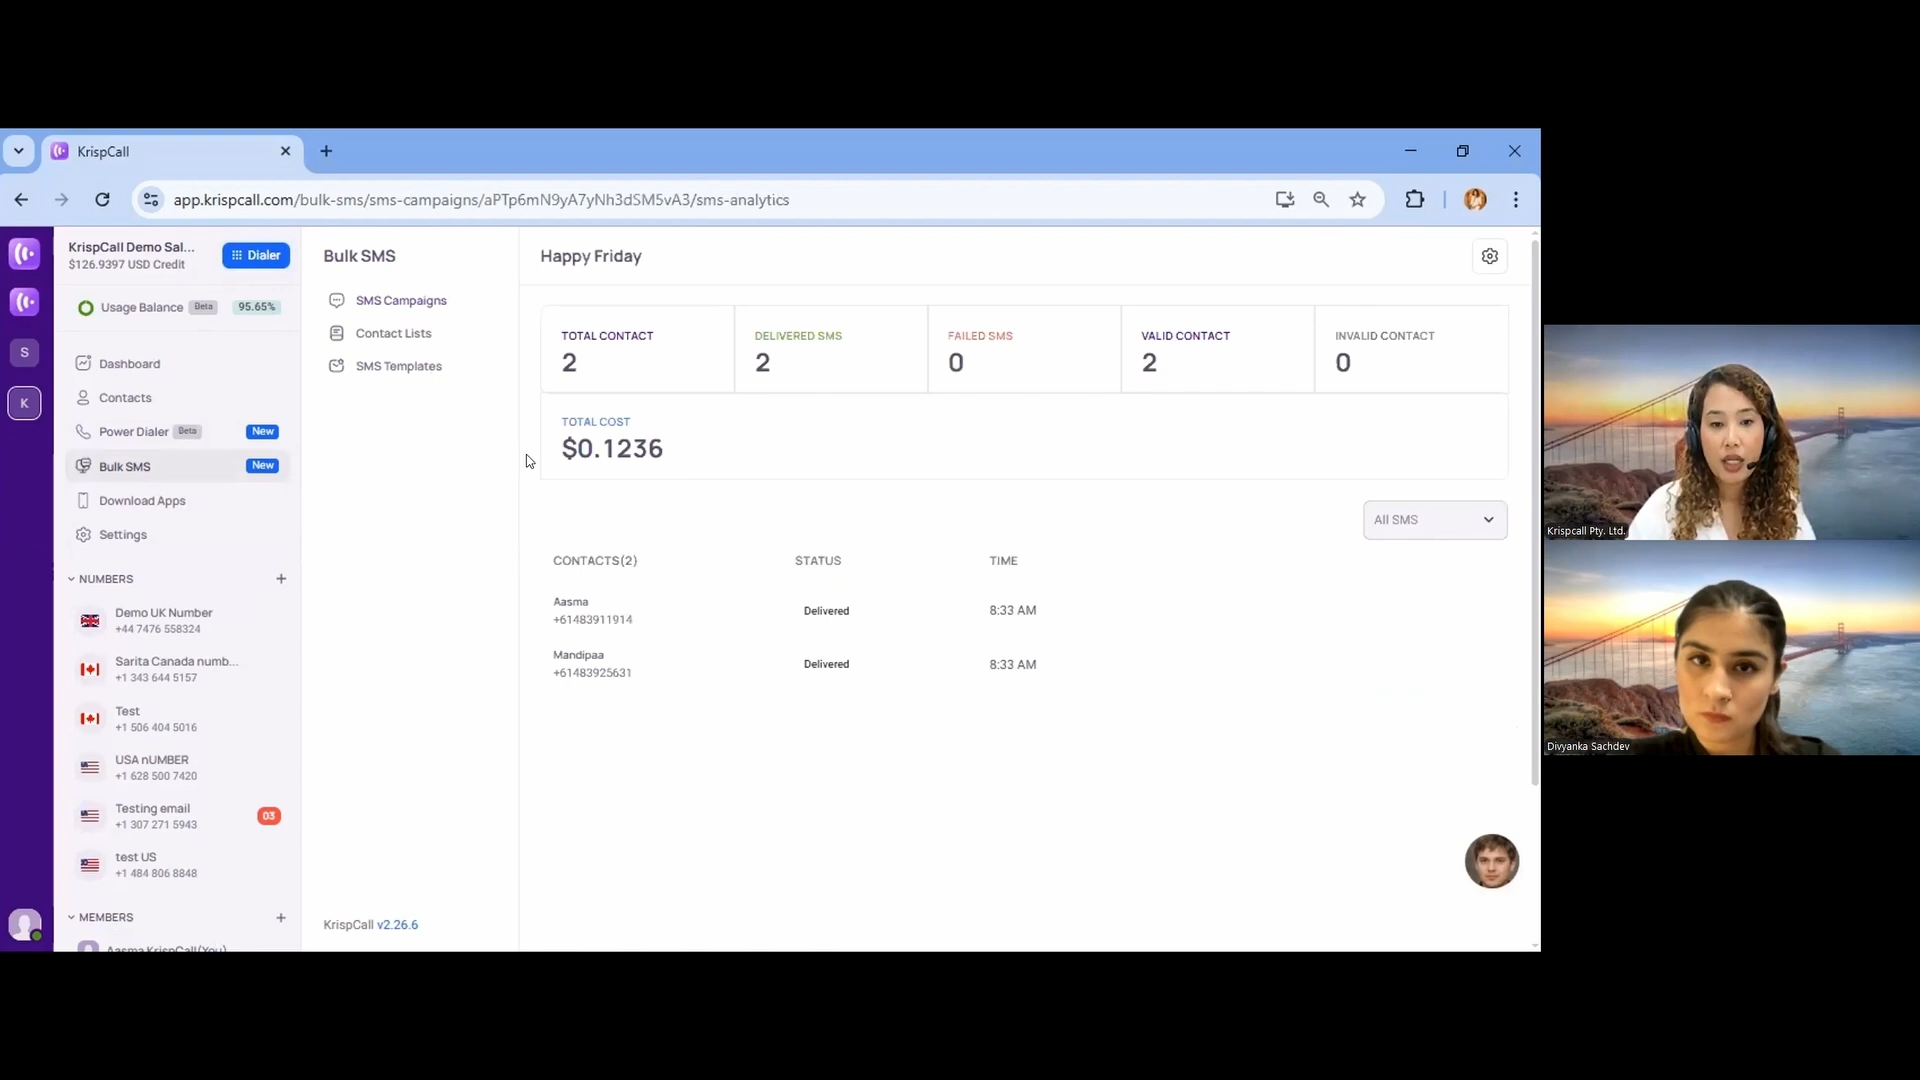 KrispCall
app.krispcall.com/bulk-sms/sms-campaigns/aPTp6mN9yA7yNh3dSM5vA3/sms-analytics
KrispCall Demo Sal...
$126.9397 USD Credit
Dialer
Usage Balance Beta 95.65%
S
K
Dashboard
Contacts
Power Dialer Beta New
Bulk SMS New
Download Apps
Settings
NUMBERS
Demo UK Number
+44 7476 558324
Sarita Canada numb...
+1 343 644 5157
Test
+1 506 404 5016
USA nUMBER
+1 628 500 7420
Testing email
+1 307 271 5943
03
test US
+1 484 806 8848
MEMBERS
Aasma KrispCall(You)
Bulk SMS
SMS Campaigns
Contact Lists
SMS Templates
KrispCall v2.26.6
Happy Friday
TOTAL CONTACT
2
DELIVERED SMS
2
FAILED SMS
0
VALID CONTACT
2
INVALID CONTACT
0
TOTAL COST
$0.1236
All SMS
CONTACTS(2) STATUS TIME
Aasma
+61483911914
Delivered 8:33 AM
Mandipaa
+61483925631
Delivered 8:33 AM
Krispcall Pty. Ltd.
Divyanka Sachdev